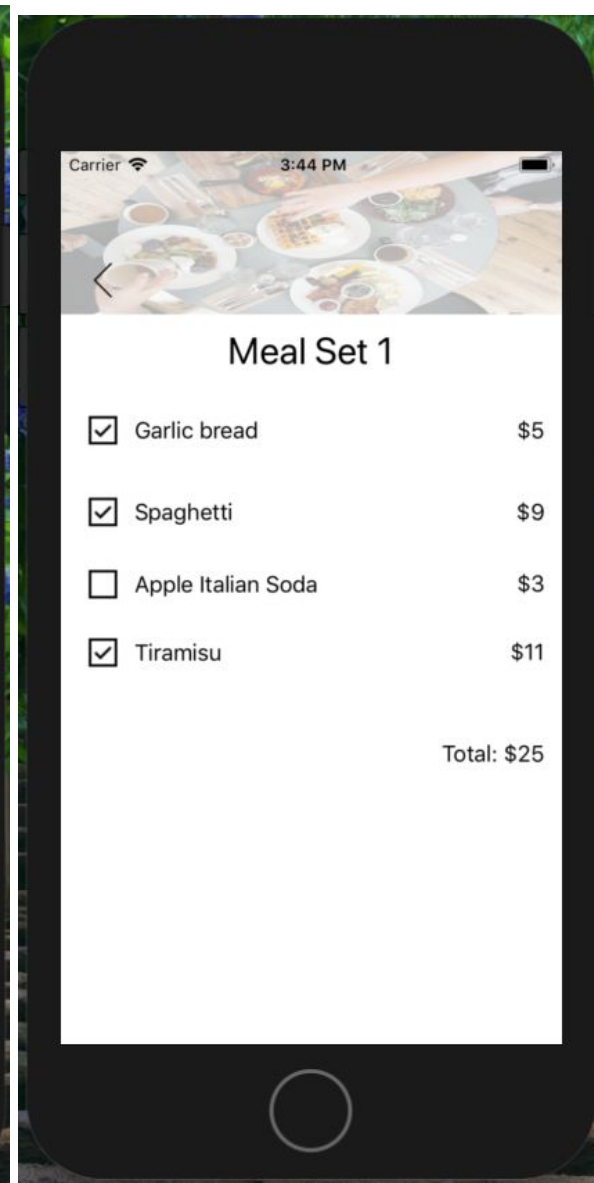 Carrier 3:44 PM
Meal Set 1
Garlic bread $5
Spaghetti $9
Apple Italian Soda $3
Tiramisu $11
Total: $25